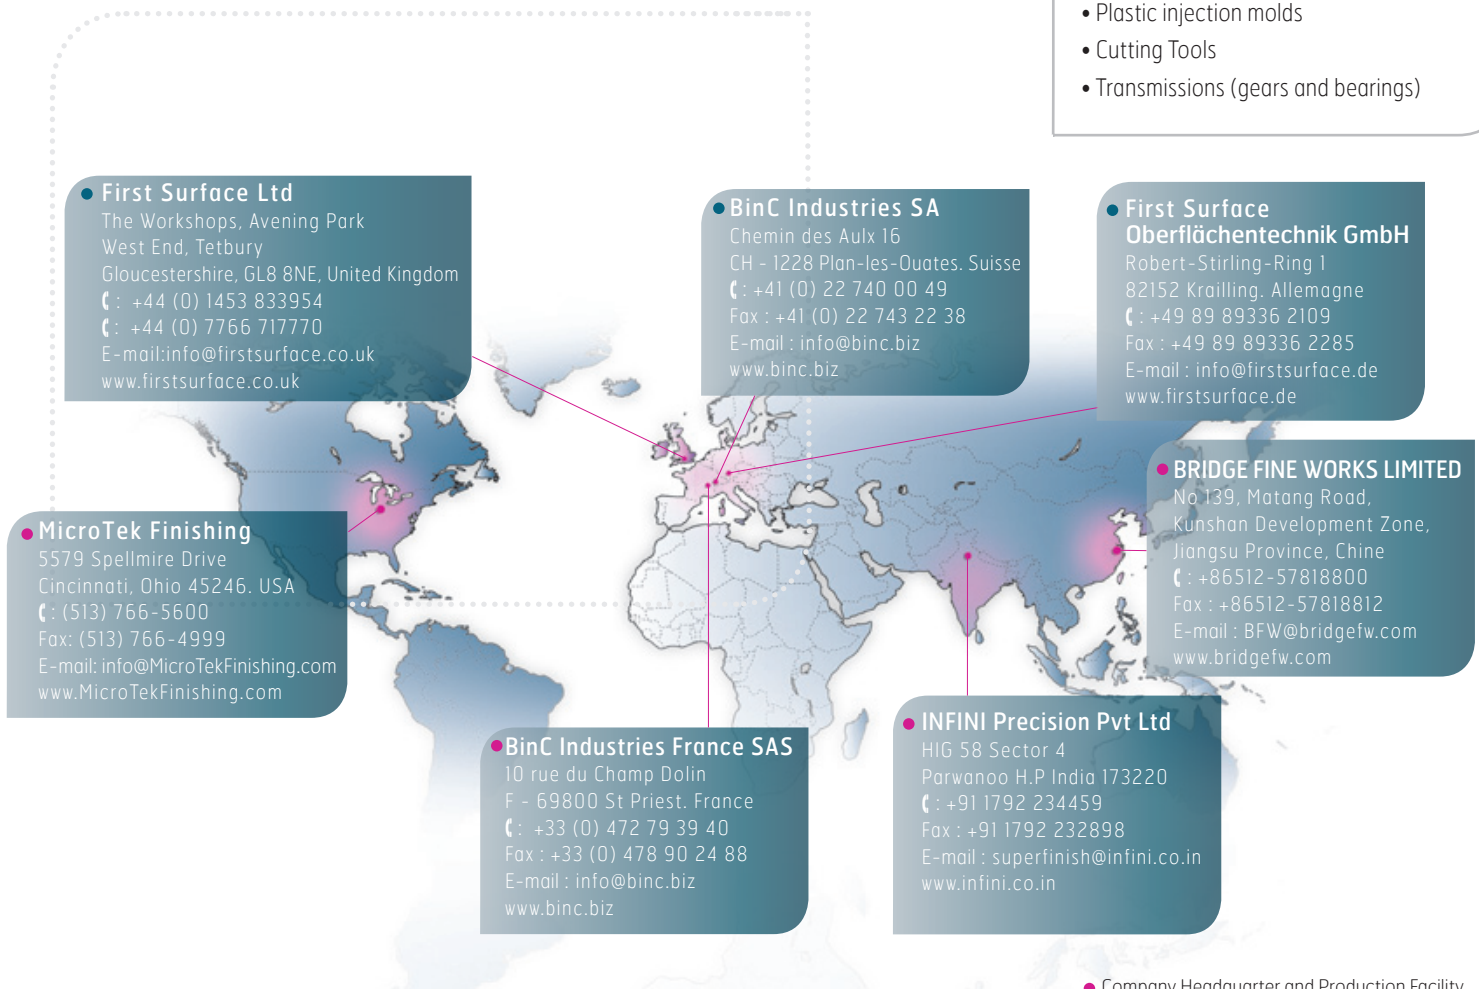 • Plastic injection molds
• Cutting Tools
• Transmissions (gears and bearings)
• First Surface Ltd
The Workshops, Avening Park
West End, Tetbury
Gloucestershire, GL8 8NE, United Kingdom
: +44 (0) 1453 833954
: +44 (0) 7766 717770
E-mail:info@firstsurface.co.uk
www.firstsurface.co.uk
• BinC Industries SA
Chemin des Aulx 16
CH - 1228 Plan-les-Ouates. Suisse
: +41 (0) 22 740 00 49
Fax : +41 (0) 22 743 22 38
E-mail : info@binc.biz
www.binc.biz
• First Surface
Oberflächentechnik GmbH
Robert-Stirling-Ring 1
82152 Krailling. Allemagne
: +49 89 89336 2109
Fax : +49 89 89336 2285
E-mail : info@firstsurface.de
www.firstsurface.de
• MicroTek Finishing
5579 Spellmire Drive
Cincinnati, Ohio 45246. USA
: (513) 766-5600
Fax: (513) 766-4999
E-mail: info@MicroTekFinishing.com
www.MicroTekFinishing.com
• BRIDGE FINE WORKS LIMITED
No 139, Matang Road,
Kunshan Development Zone,
Jiangsu Province, Chine
: +86512-57818800
Fax : +86512-57818812
E-mail : BFW@bridgefw.com
www.bridgefw.com
• BinC Industries France SAS
10 rue du Champ Dolin
F - 69800 St Priest. France
: +33 (0) 472 79 39 40
Fax : +33 (0) 478 90 24 88
E-mail : info@binc.biz
www.binc.biz
• INFINI Precision Pvt Ltd
HIG 58 Sector 4
Parwanoo H.P India 173220
: +91 1792 234459
Fax : +91 1792 232898
E-mail : superfinish@infini.co.in
www.infini.co.in
• Company Headquarter and Production Facility